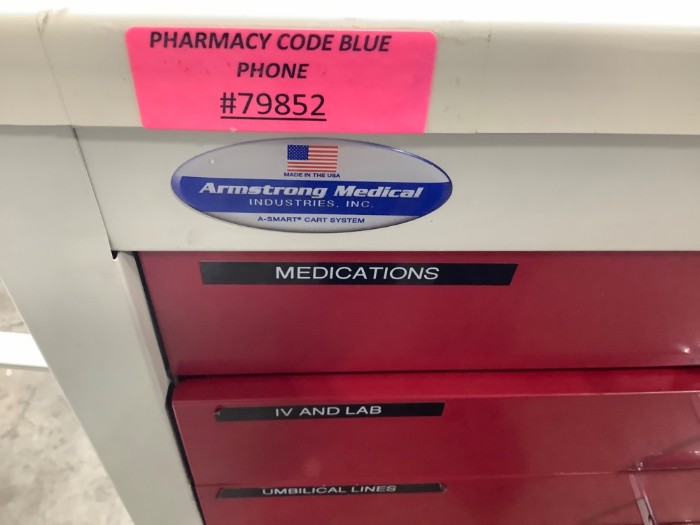 PHARMACY CODE BLUE
PHONE
#79852
MADE IN THE USA
Armstrong Medical
INDUSTRIES, INC.
A-SMART® CART SYSTEM
MEDICATIONS
IV AND LAB
UMBILICAL LINES